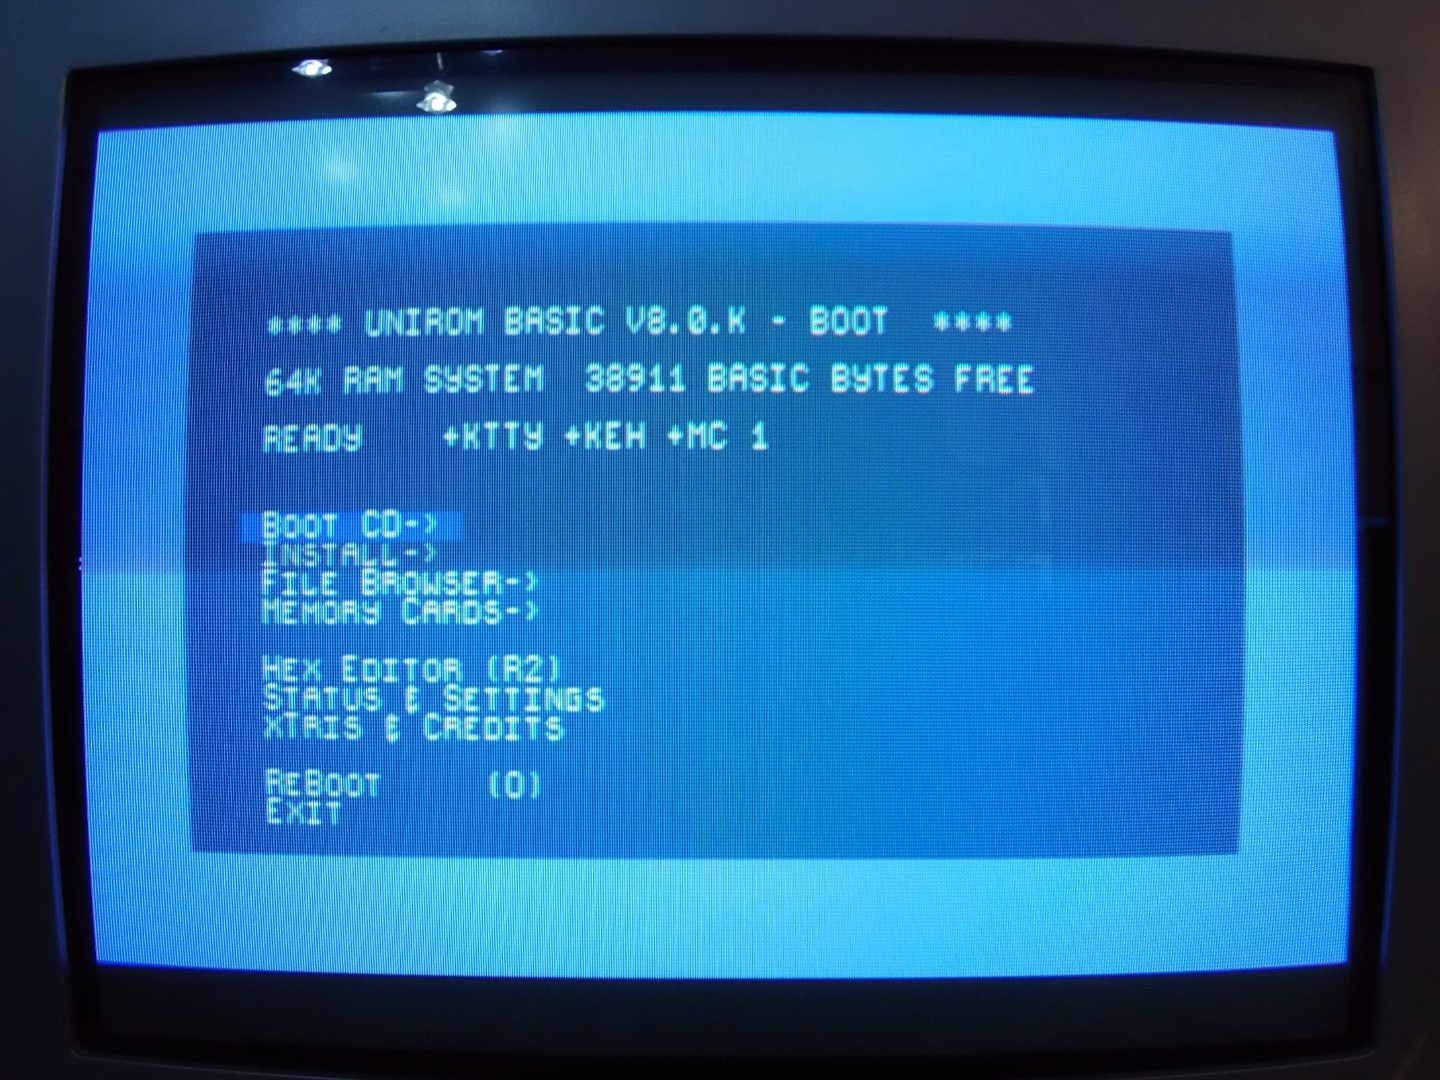 **** UNIROM BASIC V8.0.K - BOOT ****
64K RAM SYSTEM 38911 BASIC BYTES FREE
READY +KTTY +KEH +MC 1
BOOT CD->
INSTALL->
FILE BROWSER->
MEMORY CARDS->
HEX EDITOR (R2)
STATUS & SETTINGS
XTRIS & CREDITS
REBOOT (O)
EXIT